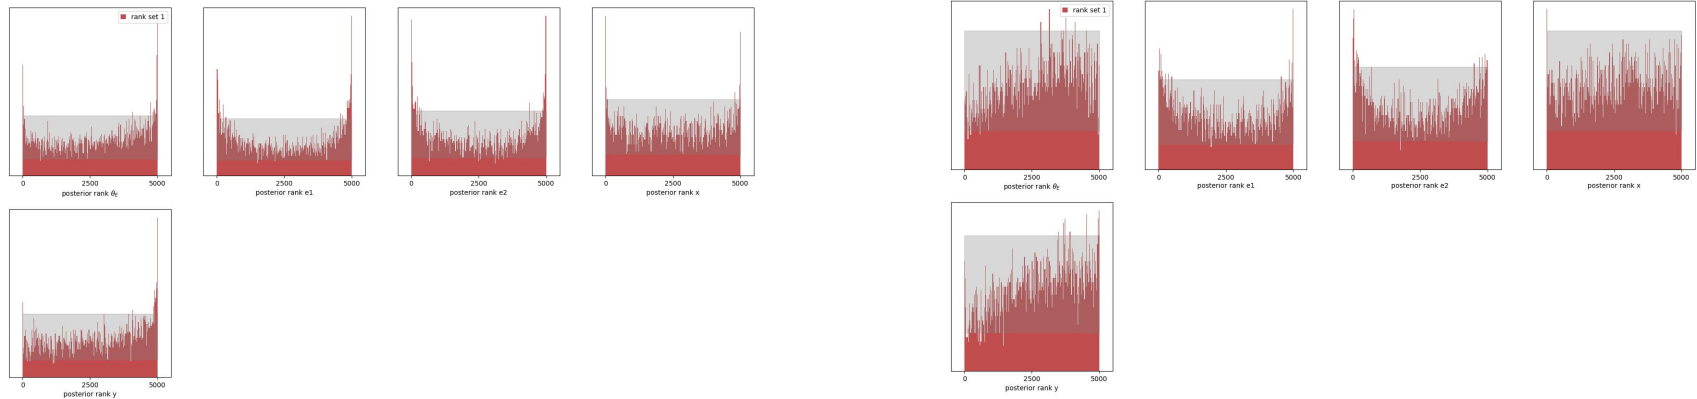 rank set 1
0 2500 5000
posterior rank θE
0 2500 5000
posterior rank e1
0 2500 5000
posterior rank e2
0 2500 5000
posterior rank x
0 2500 5000
posterior rank y
rank set 1
0 2500 5000
posterior rank θE
0 2500 5000
posterior rank e1
0 2500 5000
posterior rank e2
0 2500 5000
posterior rank x
0 2500 5000
posterior rank y